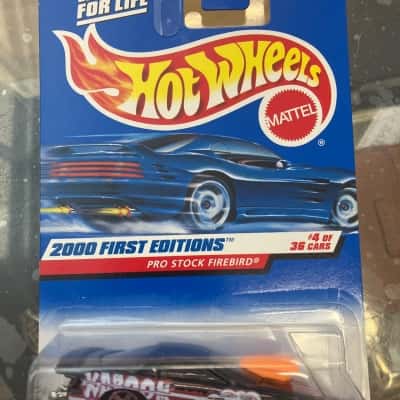 FOR LIFE
Hot Wheels
MATTEL
®
2000 FIRST EDITIONS™
#4 OF
36 CARS
PRO STOCK FIREBIRD®